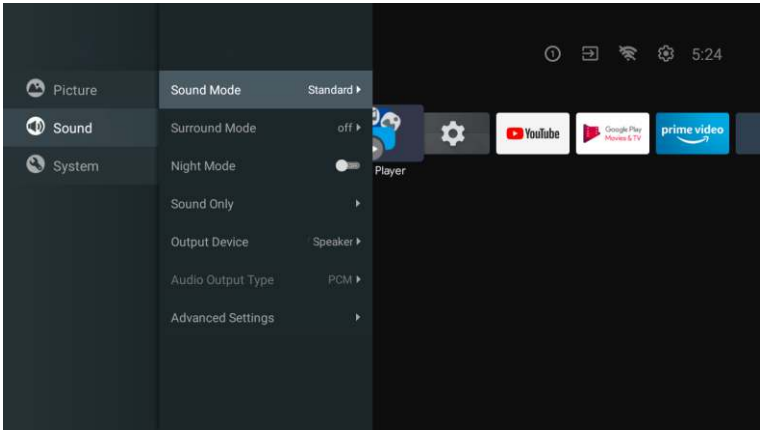 5:24
Picture
Sound
System
Sound Mode Standard
Surround Mode off
Night Mode
Sound Only
Output Device Speaker
Audio Output Type PCM
Advanced Settings
Player
YouTube
Google Play
Movies & TV
prime video